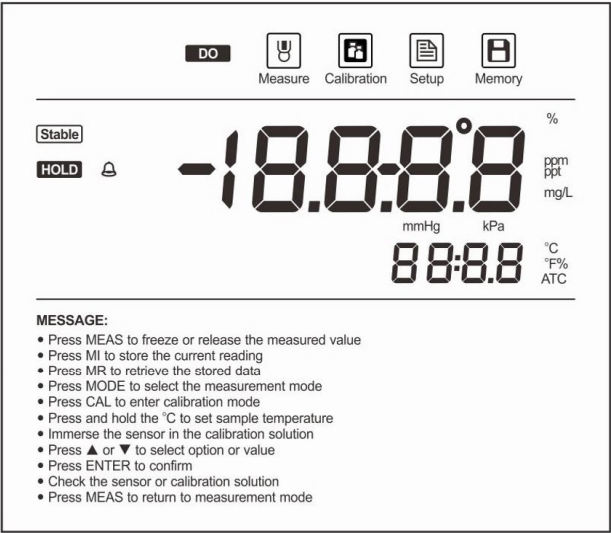 DO
Measure Calibration Setup Memory
%
Stable
HOLD
-188.8°8
ppm
ppt
mg/L
mmHg kPa
88:8.8
°C
°F%
ATC
MESSAGE:
• Press MEAS to freeze or release the measured value
• Press MI to store the current reading
• Press MR to retrieve the stored data
• Press MODE to select the measurement mode
• Press CAL to enter calibration mode
• Press and hold the °C to set sample temperature
• Immerse the sensor in the calibration solution
• Press ▲ or ▼ to select option or value
• Press ENTER to confirm
• Check the sensor or calibration solution
• Press MEAS to return to measurement mode